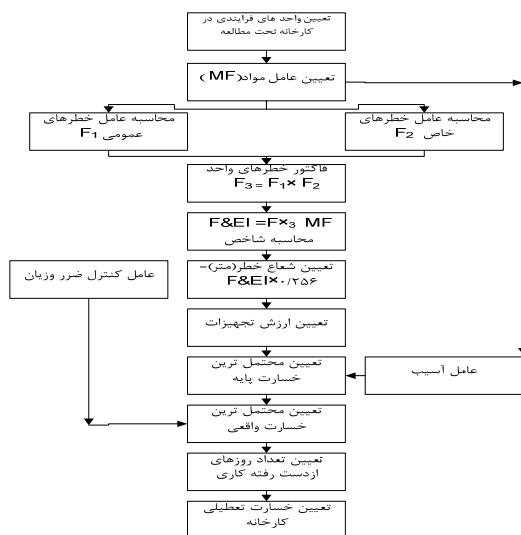 تعیین واحد های فرایندی در
کارخانه تحت مطالعه
تعیین عامل مواد(MF)
محاسبه عامل خطرهای
عمومی F₁
محاسبه عامل خطرهای
خاص F₂
فاکتور خطرهای واحد
F₃ = F₁× F₂
F&EI =F×₃ MF
محاسبه شاخص
عامل کنترل ضرر وزیان
تعیین شعاع خطر(متر)-
F&EI×۰/۲۵۶
تعیین ارزش تجهیزات
تعیین محتمل ترین
خسارت پایه
عامل آسیب
تعیین محتمل ترین
خسارت واقعی
تعیین تعداد روزهای
ازدست رفته کاری
تعیین خسارت تعطیلی
کارخانه